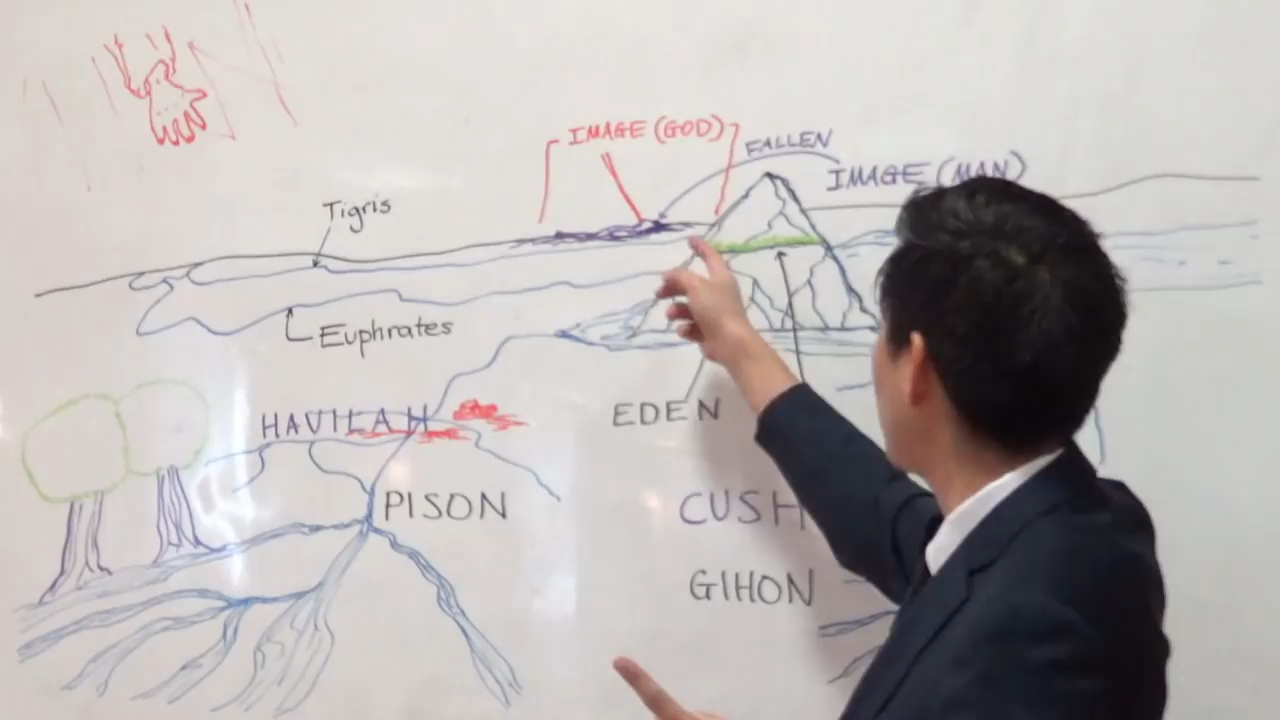 IMAGE (GOD)
FALLEN
IMAGE (MAN)
Tigris
Euphrates
HAVILAH
EDEN
PISON
CUSH
GIHON